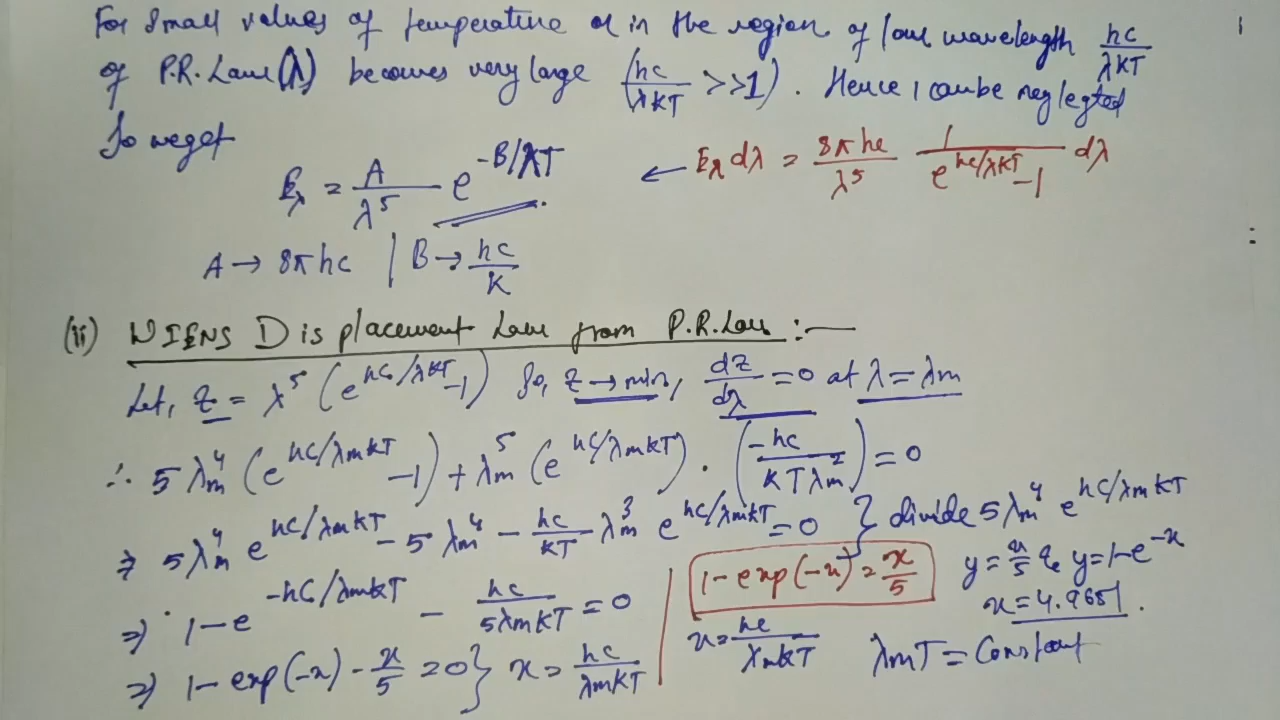 For small values of temperature or in the region of low wavelength hc/λKT
of P.R. Law (λ) becomes very large (hc/λKT >>1). Hence 1 can be neglegted
So we get
E_λ = A/λ^5 e^{-B/λT} ← E_λ dλ = 8πhc/λ^5 1/(e^{hc/λKT} -1) dλ
A → 8πhc | B → hc/K
(ii) WIENS Displacement Law from P.R. Law :—
Let, Z = λ^5 (e^{hc/λKT} -1) So, Z → min, dZ/dλ = 0 at λ = λm
∴ 5λm^4 (e^{hc/λmKT} -1) + λm^5 (e^{hc/λmKT}) . (-hc/KTλm^2) = 0
⇒ 5λm^4 e^{hc/λmKT} - 5λm^4 - hc/KT λm^3 e^{hc/λmKT} = 0 } divide 5λm^4 e^{hc/λmKT}
⇒ 1-e^{-hc/λmKT} - hc/5λmKT = 0
⇒ 1-exp(-x) - x/5 = 0 } x = hc/λmKT
1-exp(-x) = x/5
x = hc/λmKT
y = x/5 & y = 1-e^{-x}
x = 4.9651.
λmT = Constant